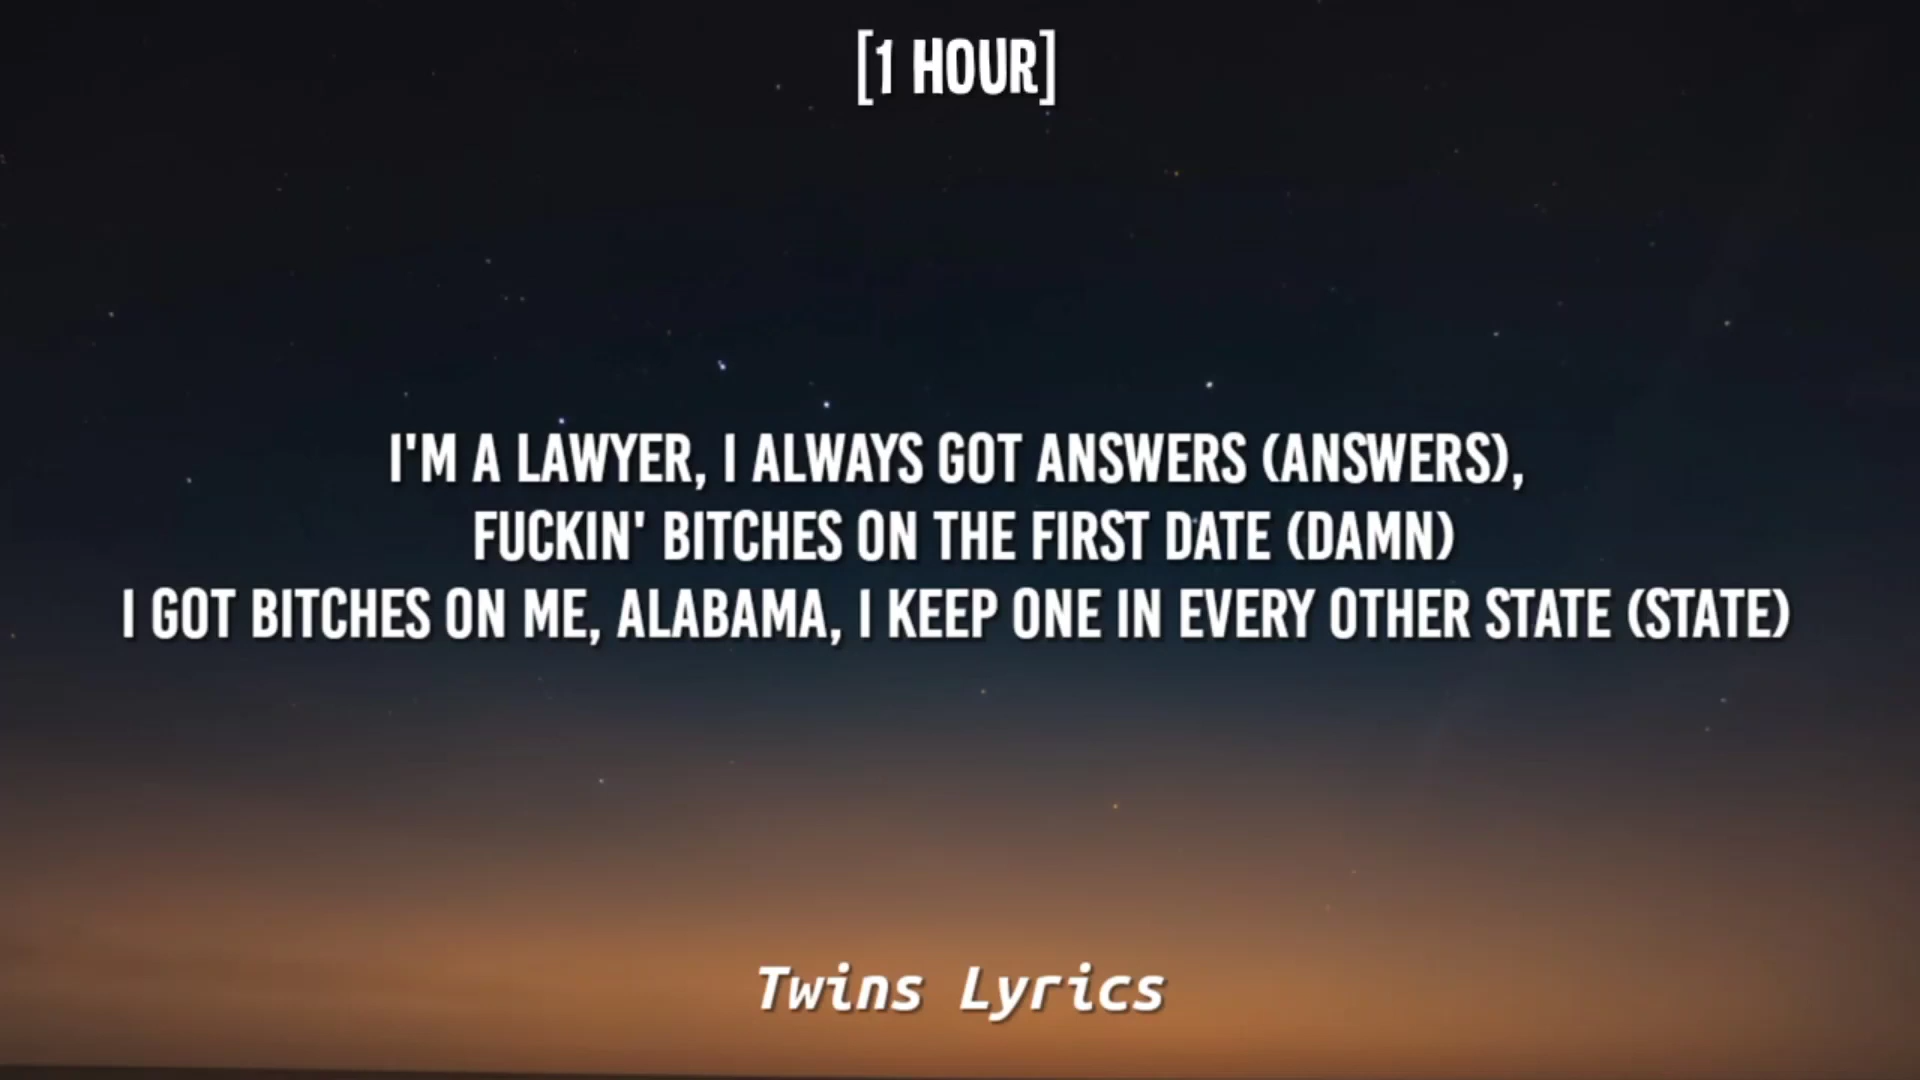 [1 HOUR]
I'M A LAWYER, I ALWAYS GOT ANSWERS (ANSWERS),
FUCKIN' BITCHES ON THE FIRST DATE (DAMN)
I GOT BITCHES ON ME, ALABAMA, I KEEP ONE IN EVERY OTHER STATE (STATE)
Twins Lyrics